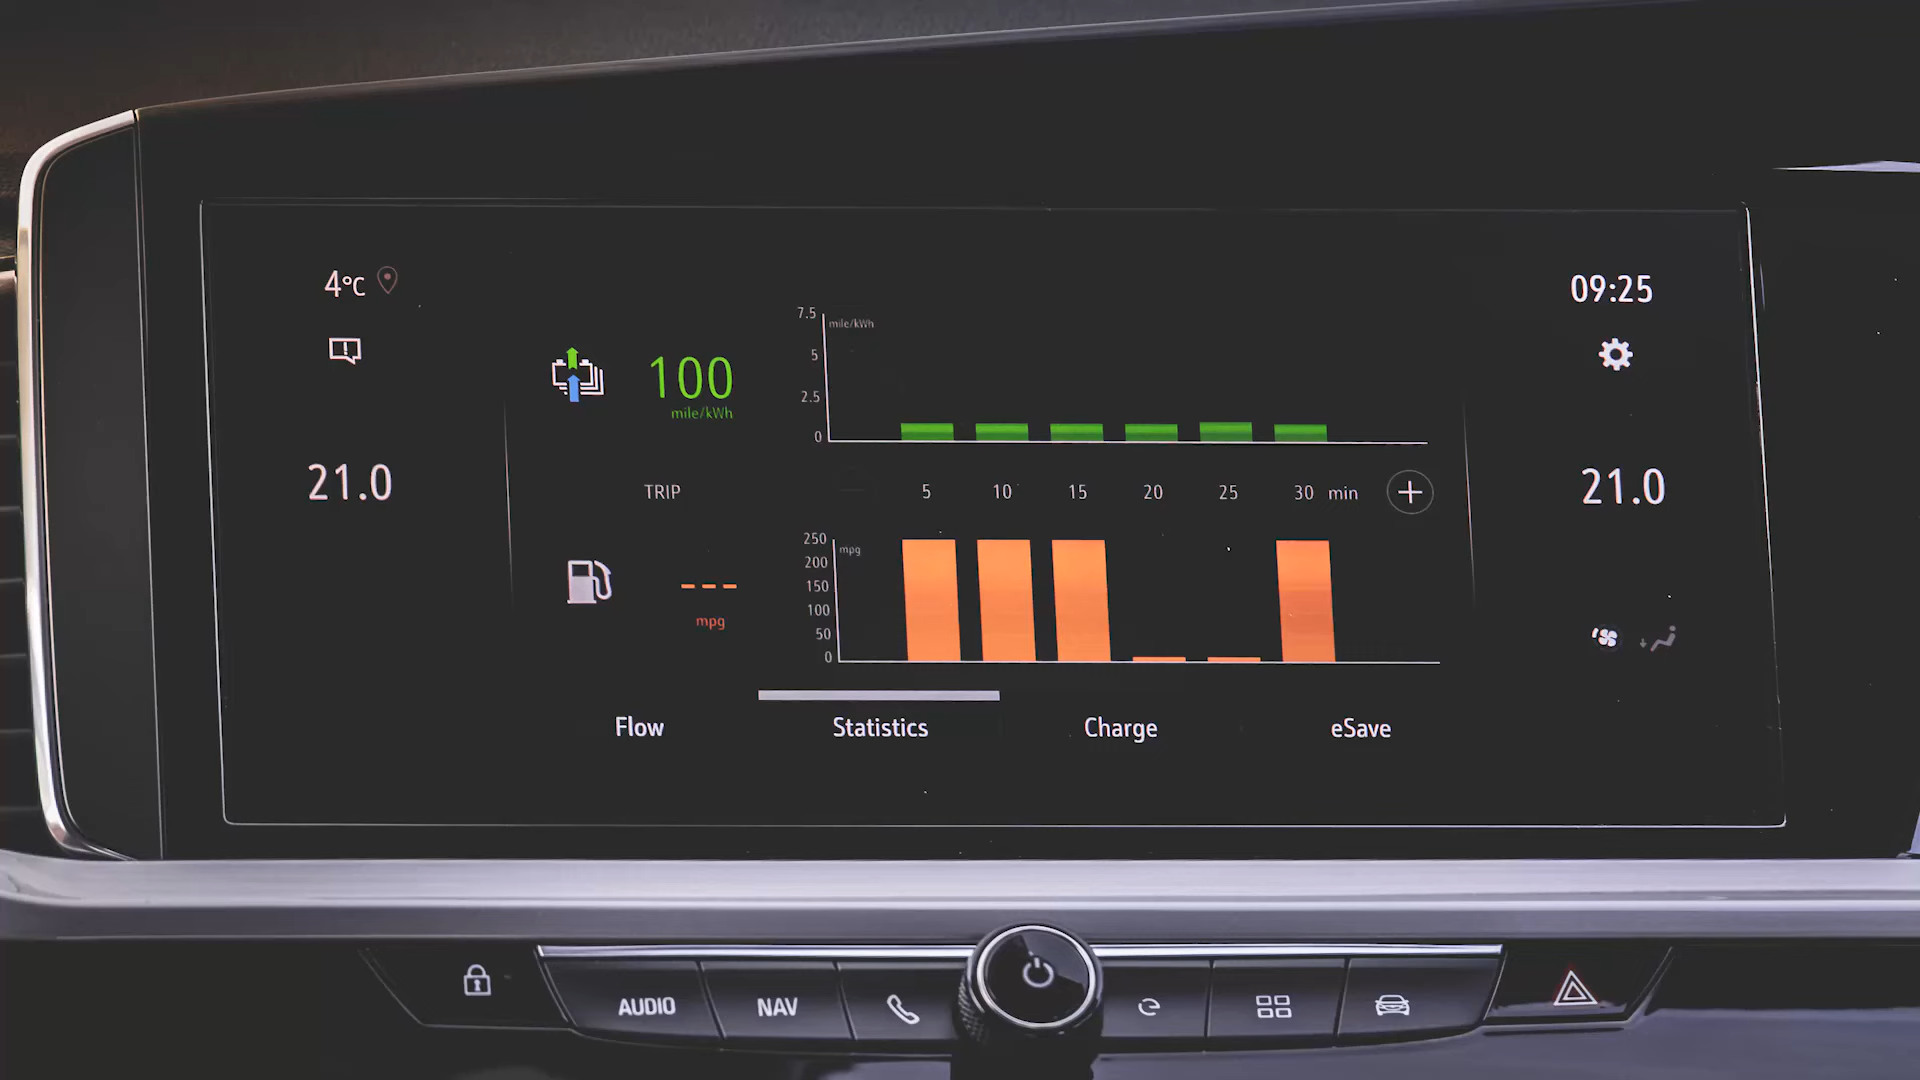 4°C
09:25
100
mile/kWh
7.5
mile/kWh
5
2.5
0
21.0
TRIP
5 10 15 20 25 30 min
21.0
250
mpg
200
150
100
50
0
---
mpg
Flow Statistics Charge eSave
AUDIO NAV